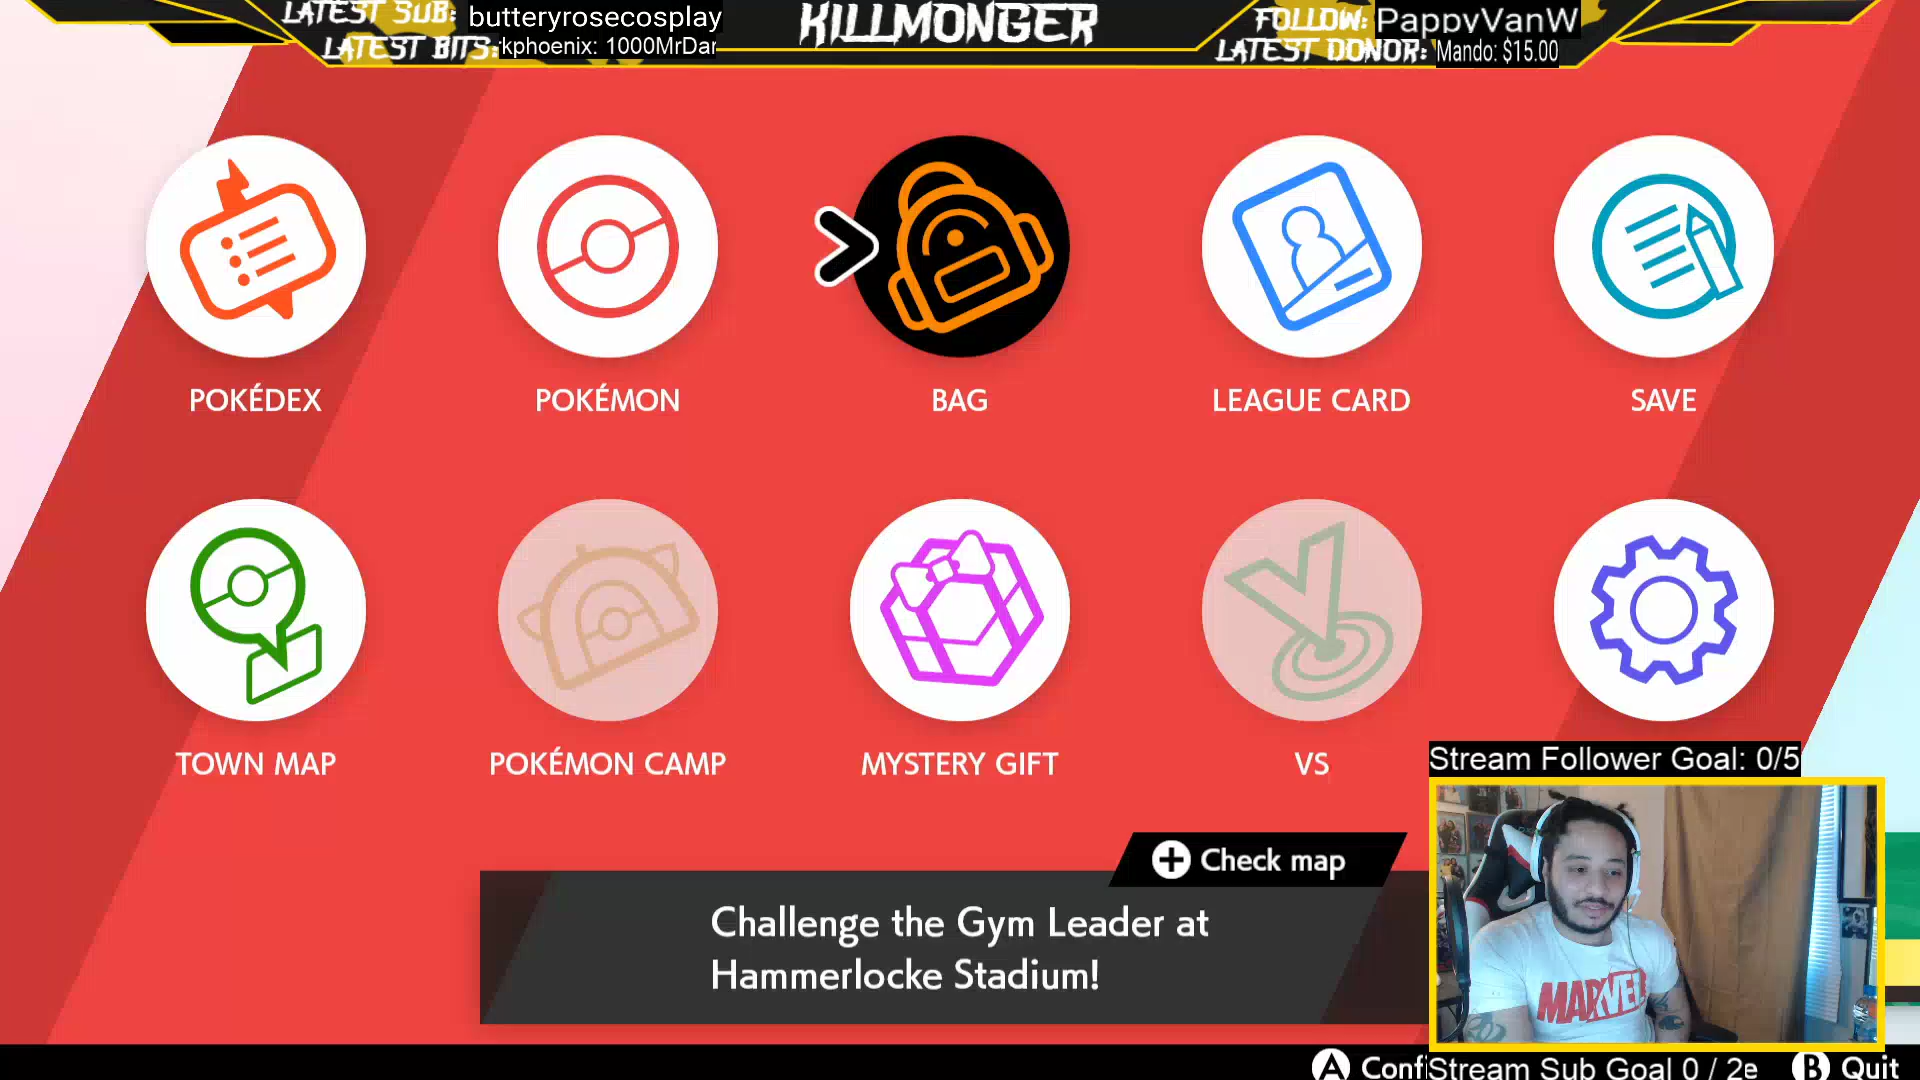 LATEST SUB: butteryrosecosplay
LATEST BITS: kphoenix: 1000MrDar
KILLMONGER
FOLLOW: PappyVanW
LATEST DONOR: Mando: $15.00
POKÉDEX
POKÉMON
BAG
LEAGUE CARD
SAVE
TOWN MAP
POKÉMON CAMP
MYSTERY GIFT
VS
Stream Follower Goal: 0/5
Check map
Challenge the Gym Leader at
Hammerlocke Stadium!
MARVEL
A Confi
Stream Sub Goal 0 / 2e
B Quit